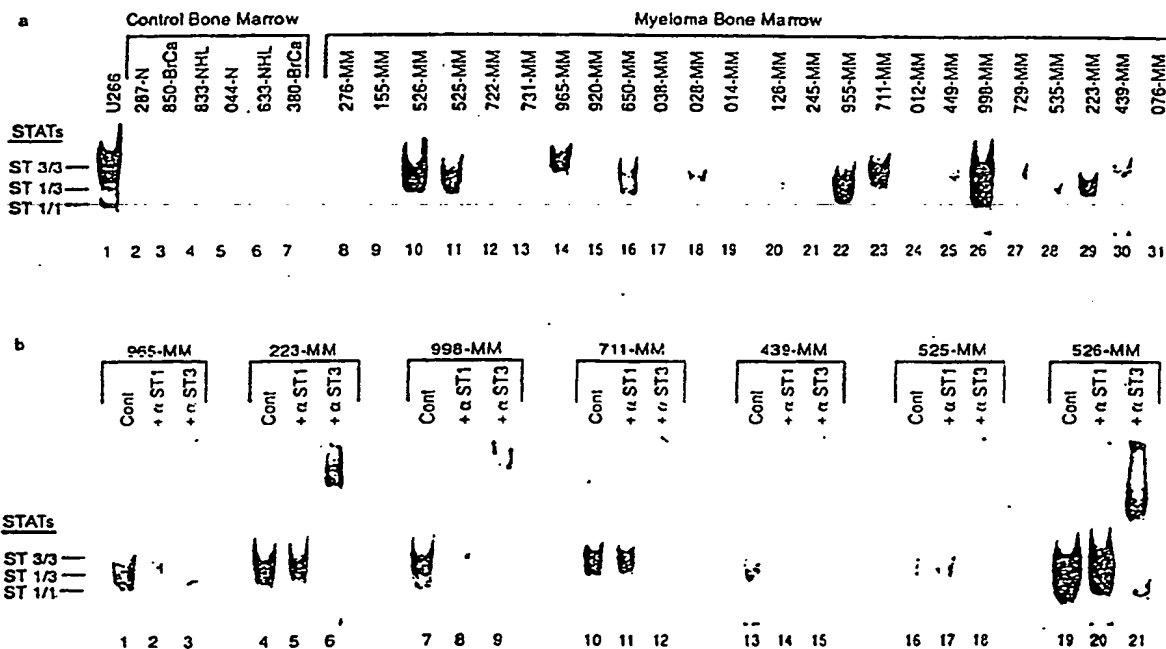 a
Control Bone Marrow
Myeloma Bone Marrow
U266
287-N
850-BrCa
833-NHL
044-N
633-NHL
380-BrCa
276-MM
155-MM
526-MM
525-MM
722-MM
731-MM
965-MM
920-MM
650-MM
038-MM
028-MM
014-MM
126-MM
245-MM
955-MM
711-MM
012-MM
449-MM
998-MM
729-MM
535-MM
223-MM
439-MM
076-MM
STATs
ST 3/3
ST 1/3
ST 1/1
1 2 3 4 5 6 7 8 9 10 11 12 13 14 15 16 17 18 19 20 21 22 23 24 25 26 27 28 29 30 31
b
965-MM 223-MM 998-MM 711-MM 439-MM 525-MM 526-MM
Cont
+ α ST1
+ α ST3
Cont
+ α ST1
+ α ST3
Cont
+ α ST1
+ α ST3
Cont
+ α ST1
+ α ST3
Cont
+ α ST1
+ α ST3
Cont
+ α ST1
+ α ST3
Cont
+ α ST1
+ α ST3
STATs
ST 3/3
ST 1/3
ST 1/1
1 2 3 4 5 6 7 8 9 10 11 12 13 14 15 16 17 18 19 20 21